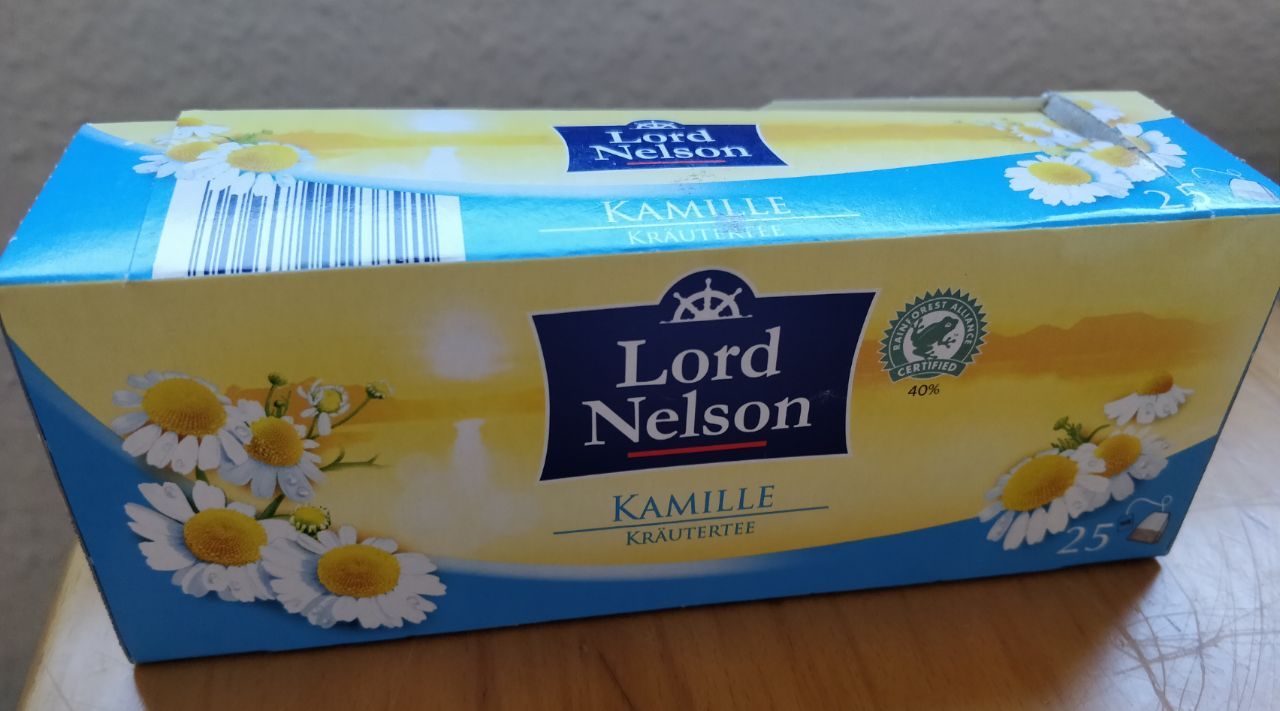 Lord
Nelson
KAMILLE
KRÄUTERTEE
25
Lord
Nelson
RAINFOREST ALLIANCE
CERTIFIED
40%
KAMILLE
KRÄUTERTEE
25